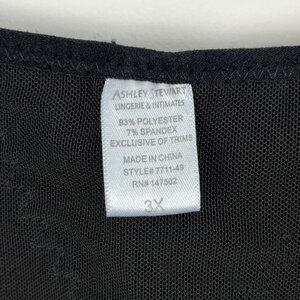 ASHLEY STEWART
LINGERIE & INTIMATES
93% POLYESTER
7% SPANDEX
EXCLUSIVE OF TRIMS
MADE IN CHINA
STYLE# 7711-49
RN# 147502
3X